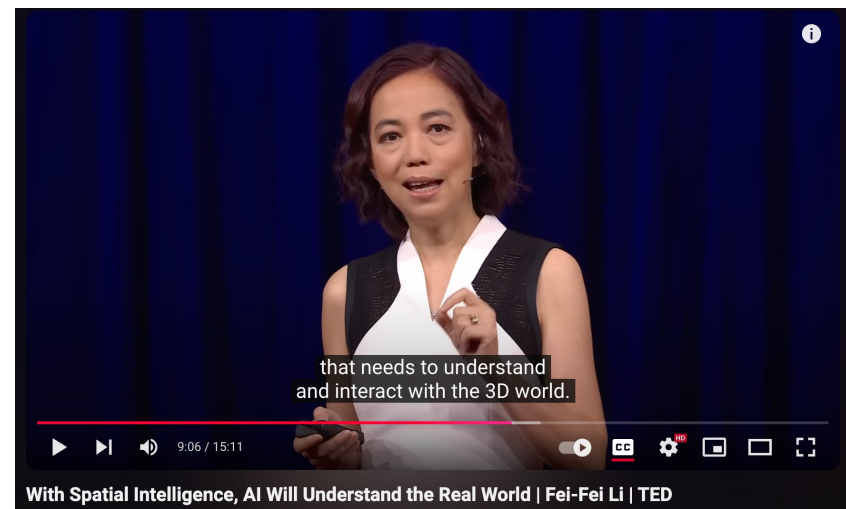 that needs to understand
and interact with the 3D world.
9:06 / 15:11
CC
HD
With Spatial Intelligence, AI Will Understand the Real World | Fei-Fei Li | TED